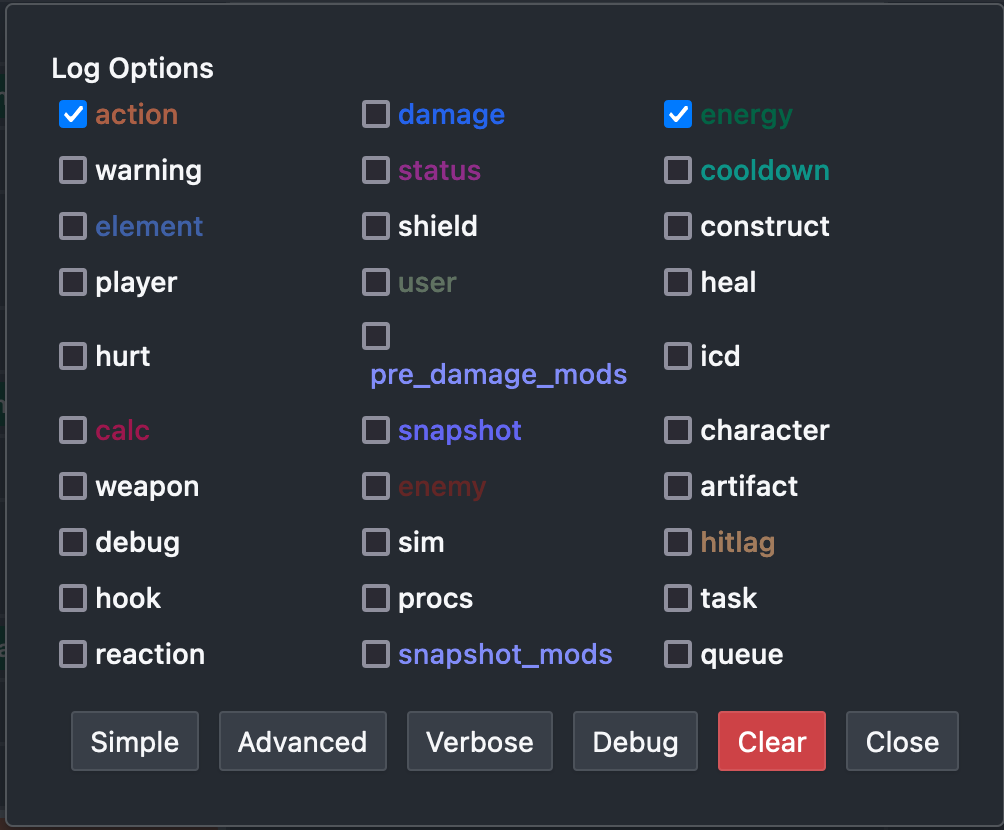 Log Options
action damage energy
warning status cooldown
element shield construct
player user heal
hurt pre_damage_mods icd
calc snapshot character
weapon enemy artifact
debug sim hitlag
hook procs task
reaction snapshot_mods queue
Simple Advanced Verbose Debug Clear Close